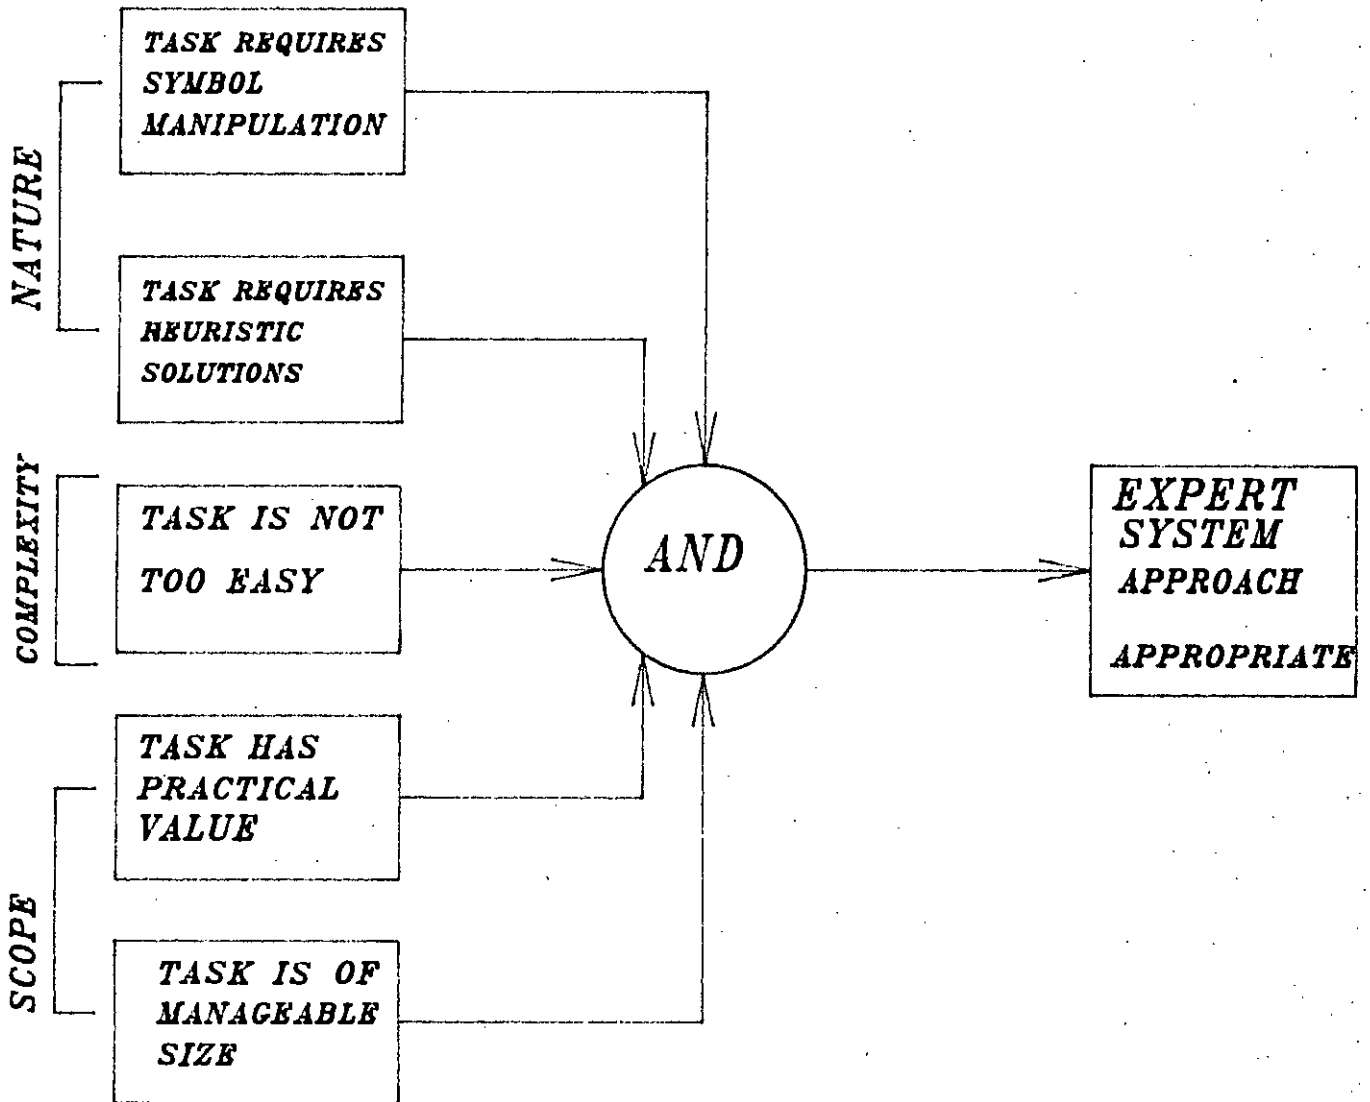 NATURE
TASK REQUIRES
SYMBOL
MANIPULATION
TASK REQUIRES
HEURISTIC
SOLUTIONS
COMPLEXITY
TASK IS NOT
TOO EASY
SCOPE
TASK HAS
PRACTICAL
VALUE
TASK IS OF
MANAGEABLE
SIZE
AND
EXPERT
SYSTEM
APPROACH
APPROPRIATE